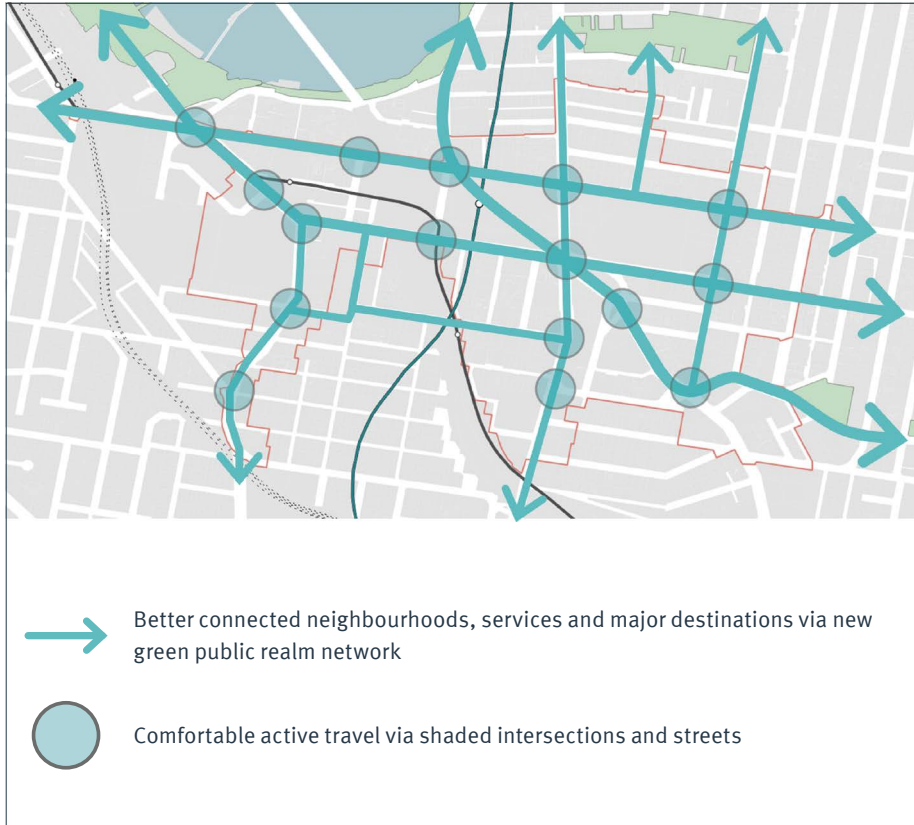 Better connected neighbourhoods, services and major destinations via new
green public realm network
Comfortable active travel via shaded intersections and streets